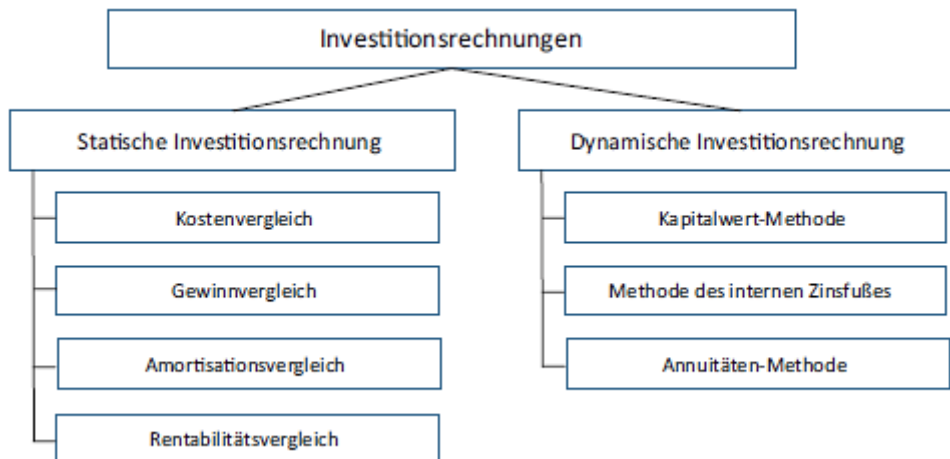 Investitionsrechnungen
Statische Investitionsrechnung
Kostenvergleich
Gewinnvergleich
Amortisationsvergleich
Rentabilitätsvergleich
Dynamische Investitionsrechnung
Kapitalwert-Methode
Methode des internen Zinsfußes
Annuitäten-Methode